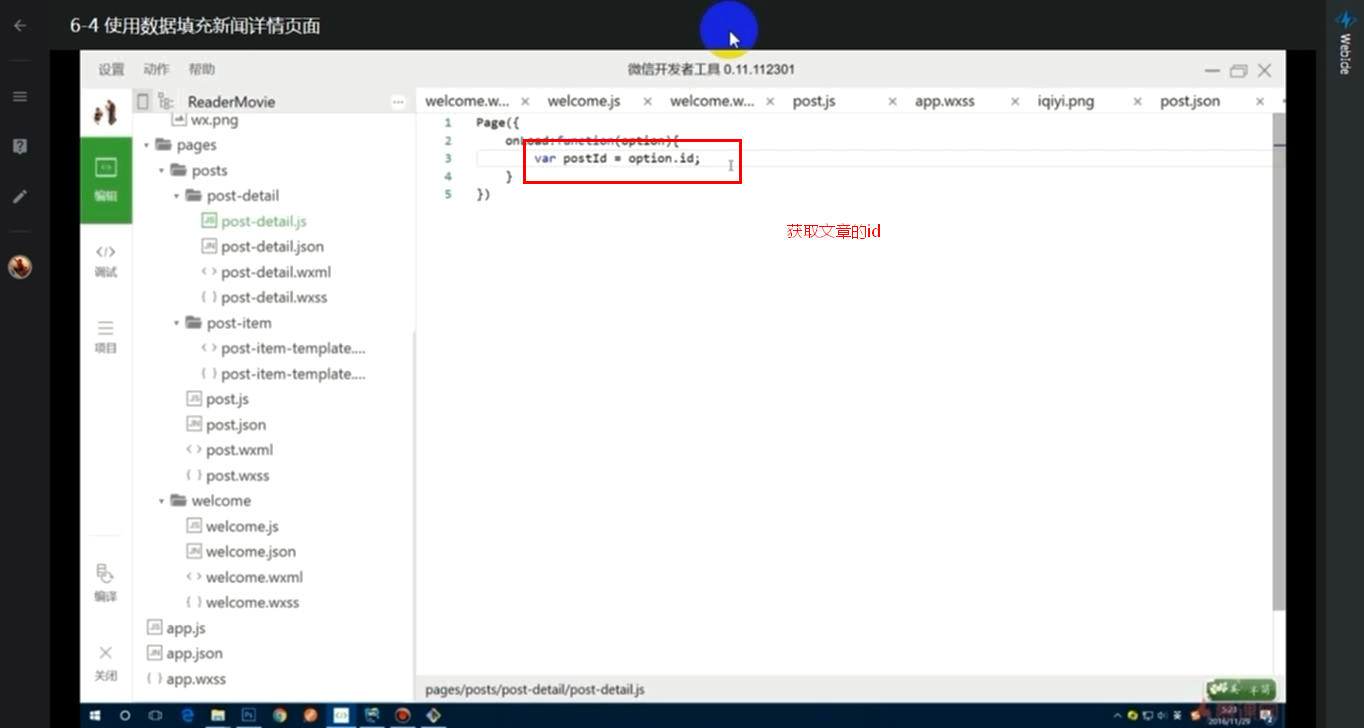 6-4 使用数据填充新闻详情页面
WebIde
设置 动作 帮助
微信开发者工具 0.11.112301
ReaderMovie
welcome.w... × welcome.js × welcome.w... × post.js × app.wxss × iqiyi.png × post.json ×
编辑
调试
项目
编译
关闭
wx.png
pages
posts
post-detail
post-detail.js
post-detail.json
post-detail.wxml
post-detail.wxss
post-item
post-item-template....
post-item-template....
post.js
post.json
post.wxml
post.wxss
welcome
welcome.js
welcome.json
welcome.wxml
welcome.wxss
app.js
app.json
app.wxss
1 Page({
2 onLoad:function(option){
3 var postId = option.id;
4 }
5 })
获取文章的id
pages/posts/post-detail/post-detail.js
英
5:23
2016/11/29